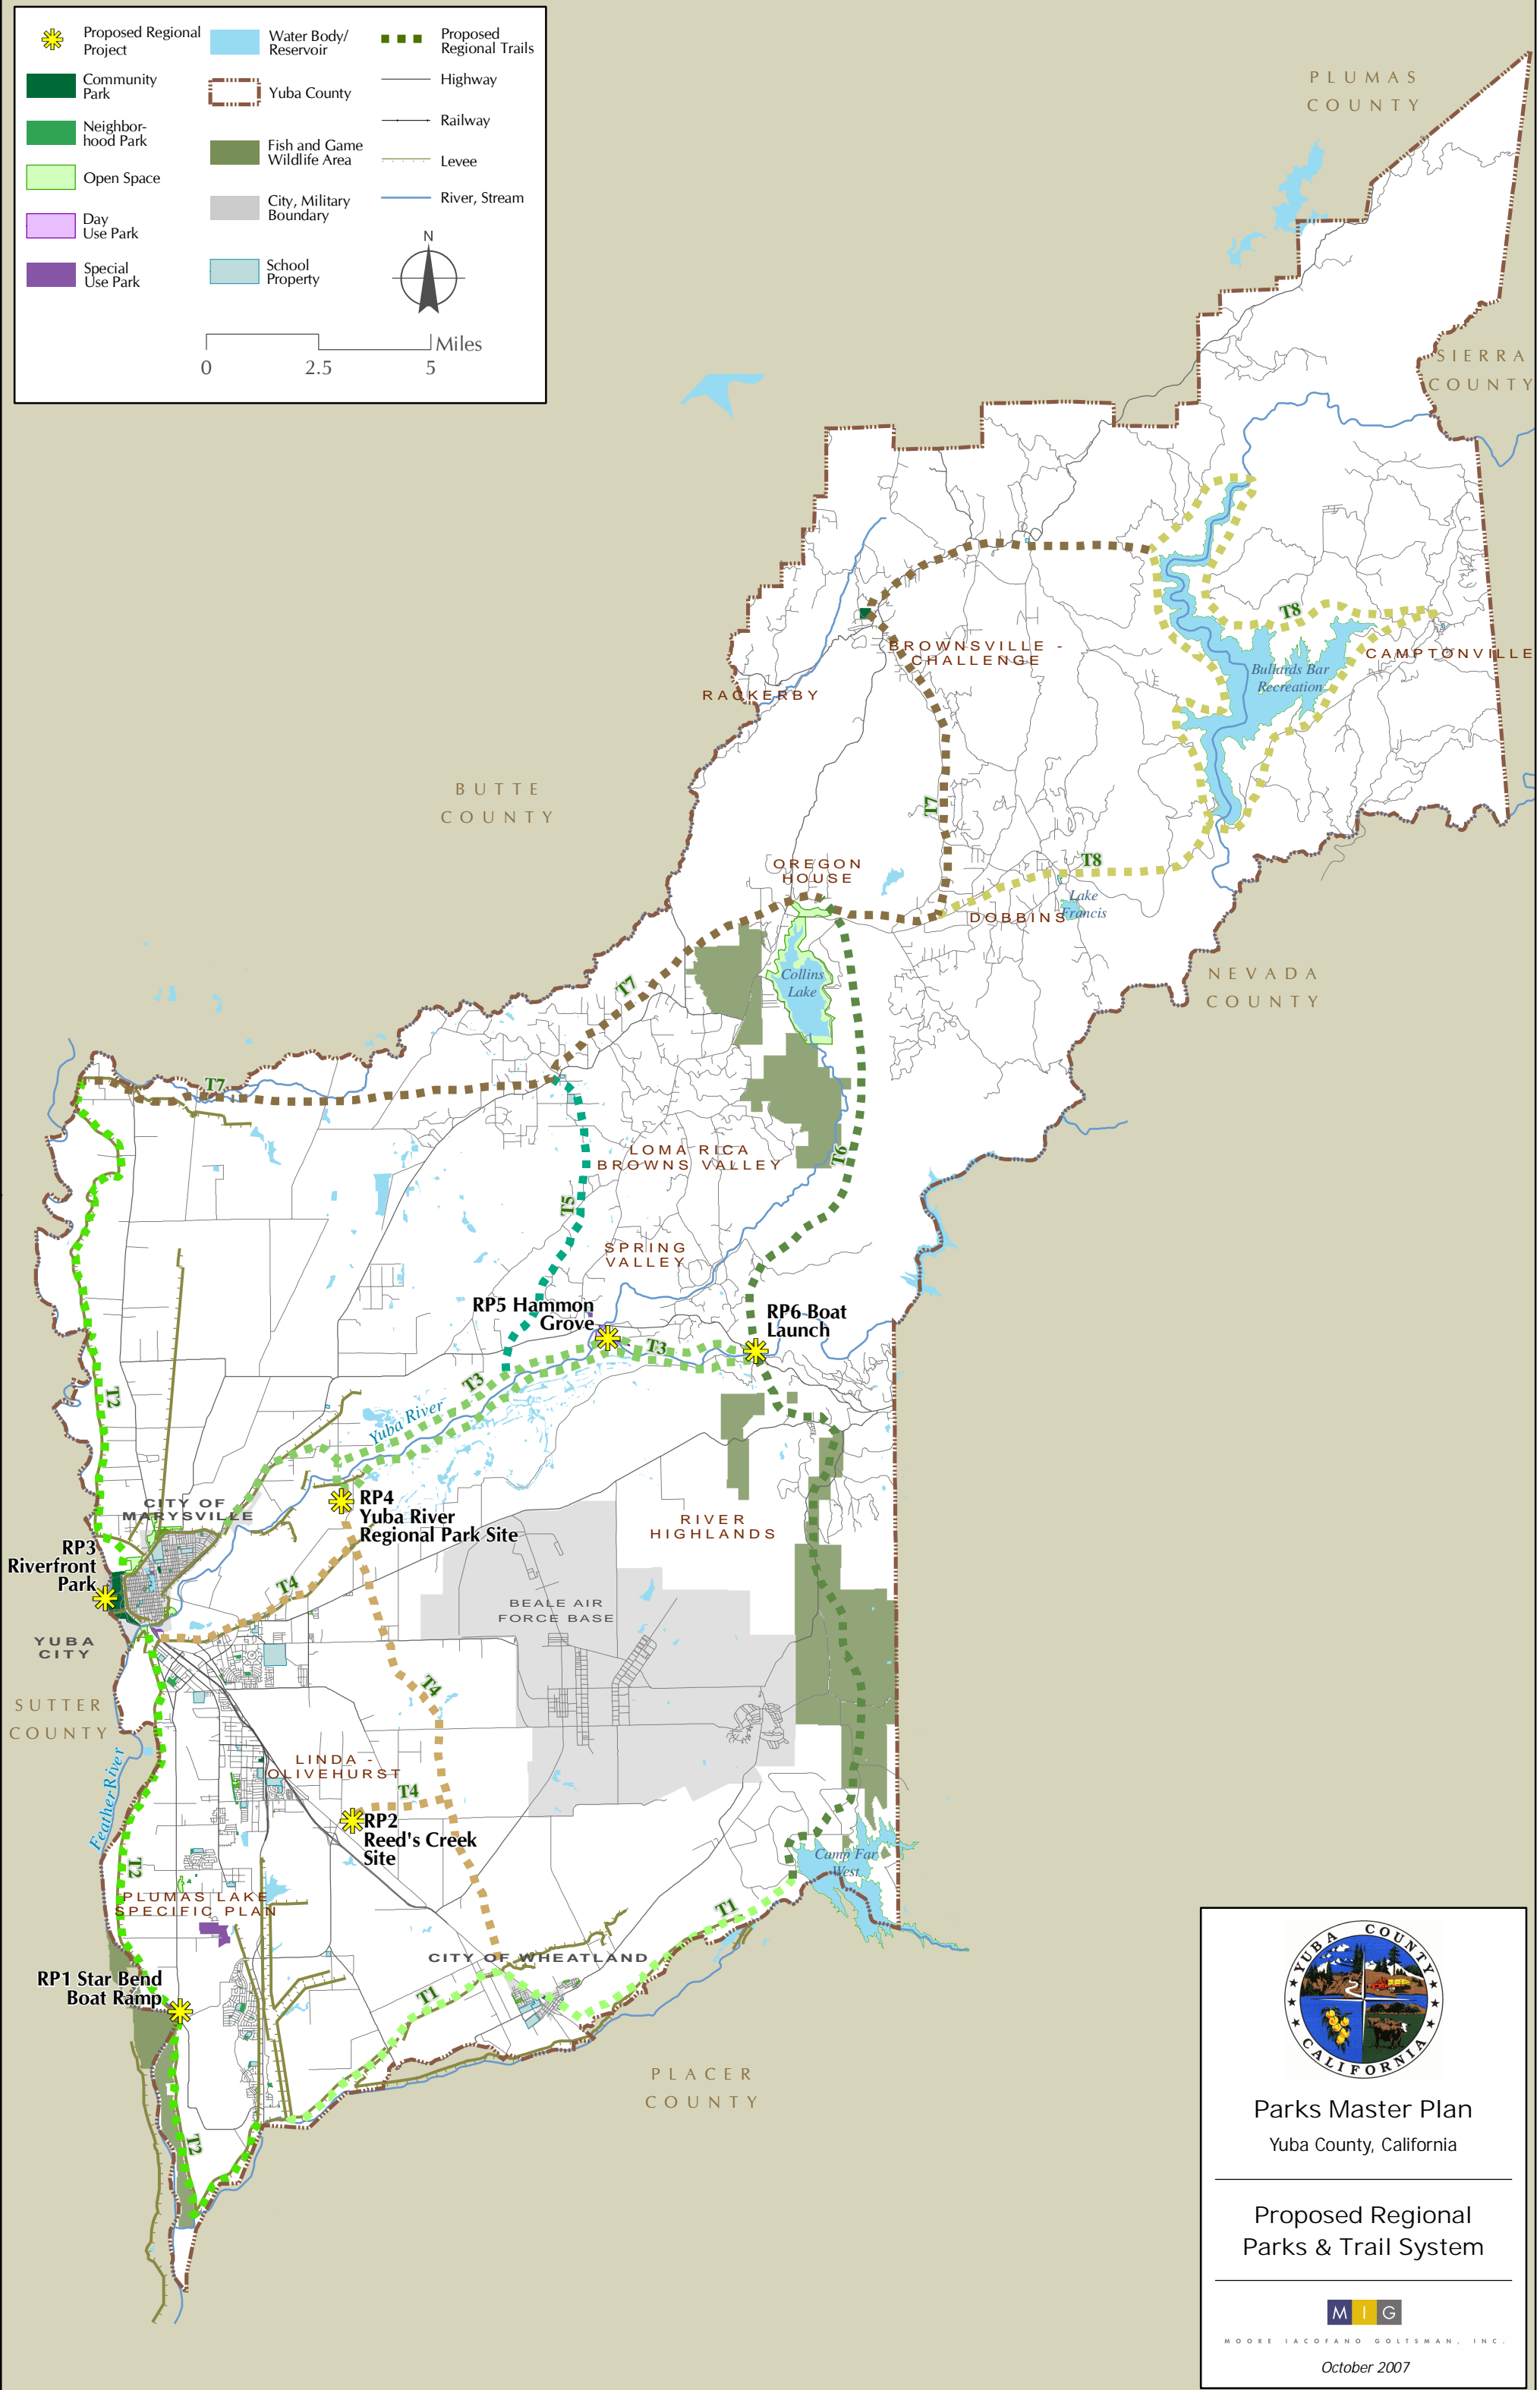 Proposed Regional
Project
Community
Park
Neighbor-
hood Park
Open Space
Day
Use Park
Special
Use Park
Water Body/
Reservoir
Yuba County
Fish and Game
Wildlife Area
City, Military
Boundary
School
Property
Proposed
Regional Trails
Highway
Railway
Levee
River, Stream
N
Miles
0 2.5 5
PLUMAS
COUNTY
SIERRA
COUNTY
T8
BROWNSVILLE -
CHALLENGE
CAMPTONVILLE
Bullards Bar
Recreation
RACKERBY
BUTTE
COUNTY
T7
OREGON
HOUSE
T8
Lake
Francis
DOBBINS
NEVADA
COUNTY
Collins
Lake
T7
T7
LOMA RICA
BROWNS VALLEY
T6
T5
SPRING
VALLEY
RP5 Hammon
Grove
RP6 Boat
Launch
T3
T3
T2
Yuba River
CITY OF
MARYSVILLE
RP4
Yuba River
Regional Park Site
RIVER
HIGHLANDS
RP3
Riverfront
Park
T4
BEALE AIR
FORCE BASE
YUBA
CITY
T4
SUTTER
COUNTY
LINDA -
OLIVEHURST
T4
Feather River
RP2
Reed's Creek
Site
Camp Far
West
T2
PLUMAS LAKE
SPECIFIC PLAN
T1
CITY OF WHEATLAND
RP1 Star Bend
Boat Ramp
T1
PLACER
COUNTY
T2
YUBA COUNTY
CALIFORNIA
Parks Master Plan
Yuba County, California
Proposed Regional
Parks & Trail System
M I G
MOORE IACOFANO GOLTSMAN, INC.
October 2007